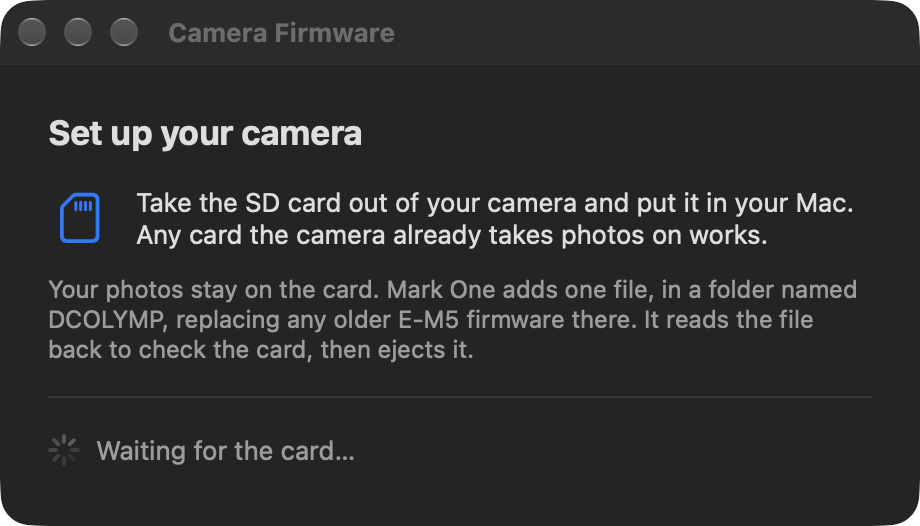 Camera Firmware
Set up your camera
Take the SD card out of your camera and put it in your Mac.
Any card the camera already takes photos on works.
Your photos stay on the card. Mark One adds one file, in a folder named
DCOLYMP, replacing any older E-M5 firmware there. It reads the file
back to check the card, then ejects it.
Waiting for the card...